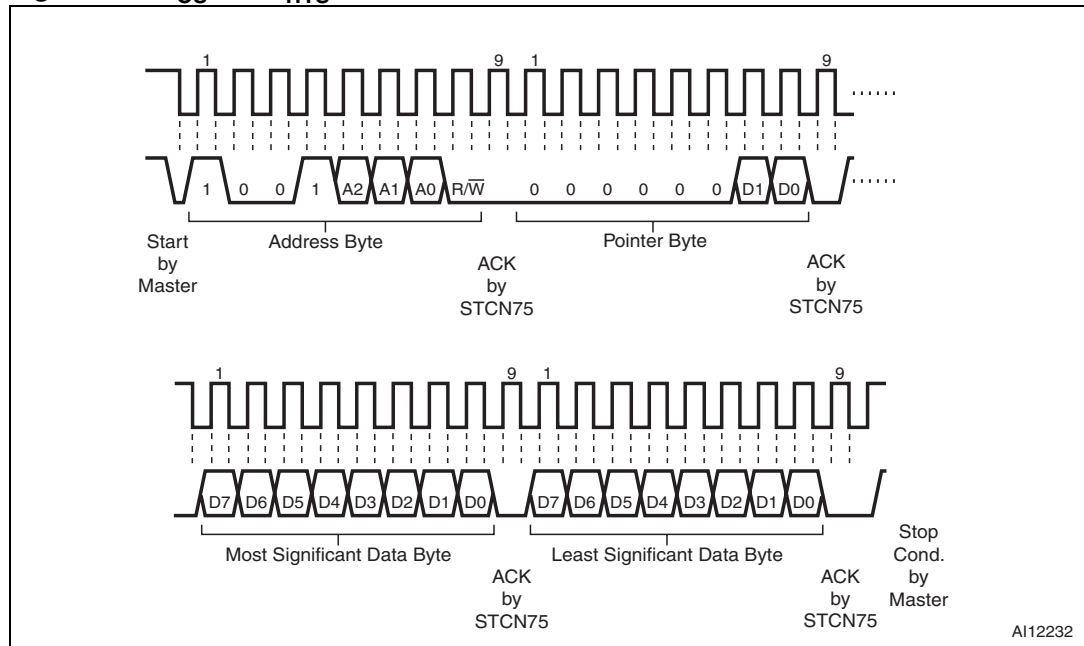 1 9 1 9
1 0 0 1 A2 A1 A0 R/W 0 0 0 0 0 0 D1 D0
Address Byte Pointer Byte
Start by Master
ACK by STCN75
ACK by STCN75
1 9 1 9
D7 D6 D5 D4 D3 D2 D1 D0 D7 D6 D5 D4 D3 D2 D1 D0
Most Significant Data Byte Least Significant Data Byte
ACK by STCN75
ACK by STCN75
Stop Cond. by Master
AI12232